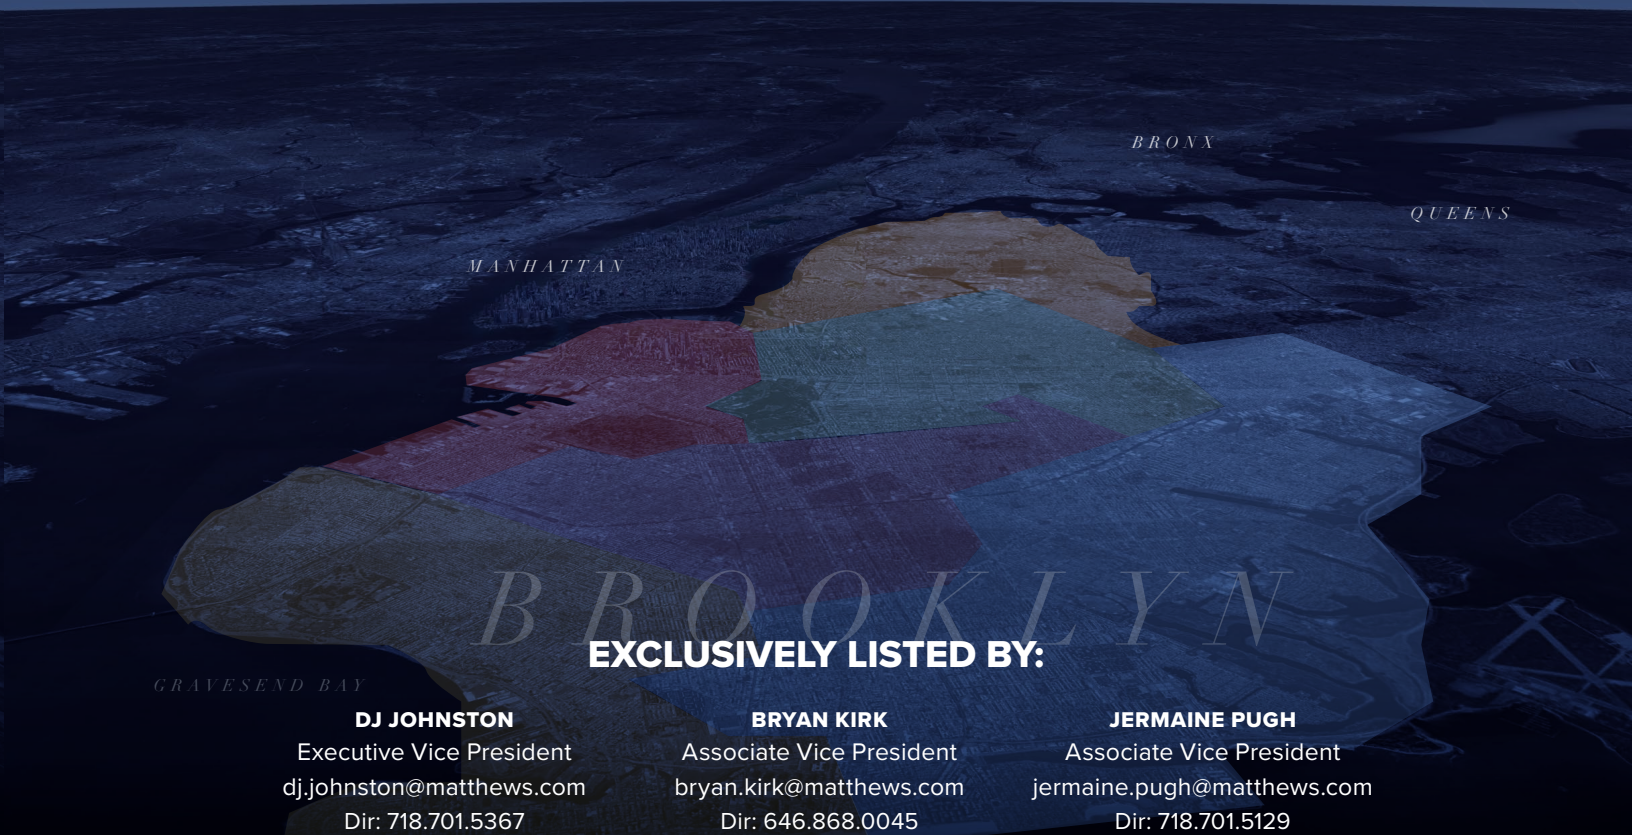 BRONX
QUEENS
MANHATTAN
BROOKLYN
EXCLUSIVELY LISTED BY:
GRAVESEND BAY
DJ JOHNSTON
Executive Vice President
dj.johnston@matthews.com
Dir: 718.701.5367
BRYAN KIRK
Associate Vice President
bryan.kirk@matthews.com
Dir: 646.868.0045
JERMAINE PUGH
Associate Vice President
jermaine.pugh@matthews.com
Dir: 718.701.5129